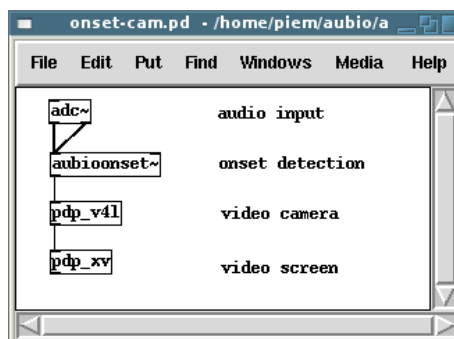 onset-cam.pd - /home/piem/aubio/a
File Edit Put Find Windows Media Help
adc~ audio input
aubioonset~ onset detection
pdp_v4l video camera
pdp_xv video screen